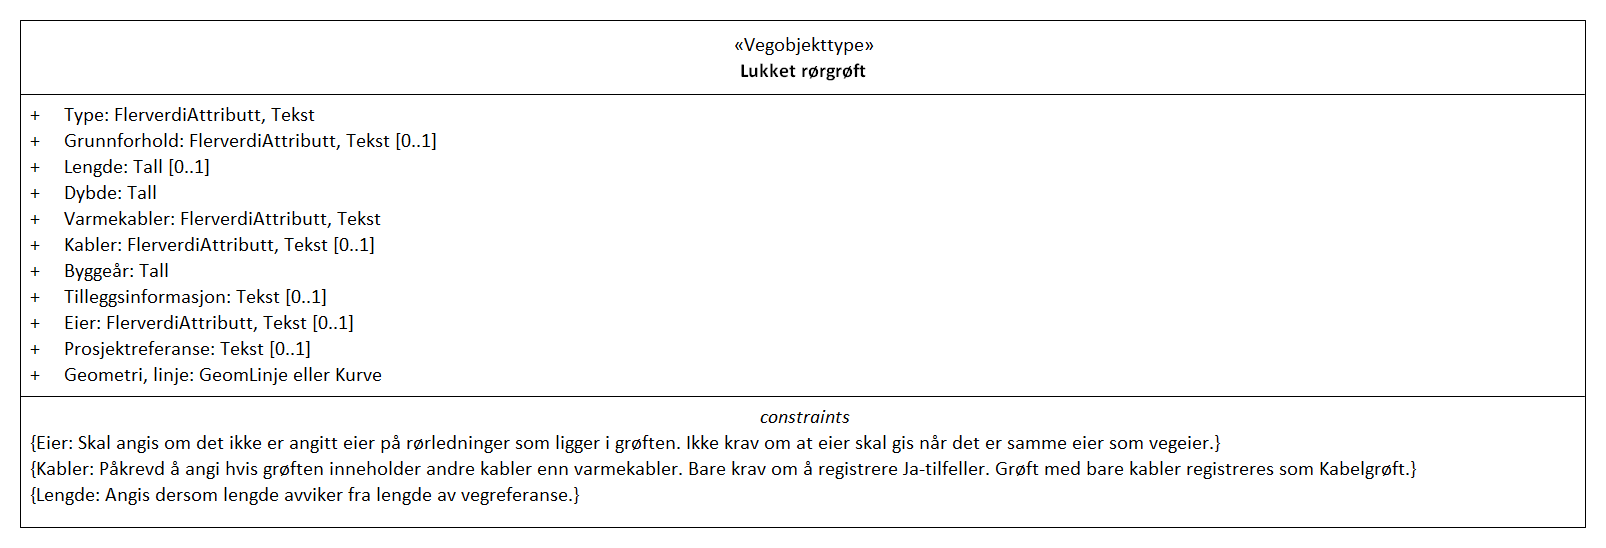 «Vegobjekttype»
Lukket rørgrøft
+ Type: FlerverdiAttributt, Tekst
+ Grunnforhold: FlerverdiAttributt, Tekst [0..1]
+ Lengde: Tall [0..1]
+ Dybde: Tall
+ Varmekabler: FlerverdiAttributt, Tekst
+ Kabler: FlerverdiAttributt, Tekst [0..1]
+ Byggeår: Tall
+ Tilleggsinformasjon: Tekst [0..1]
+ Eier: FlerverdiAttributt, Tekst [0..1]
+ Prosjektreferanse: Tekst [0..1]
+ Geometri, linje: GeomLinje eller Kurve
constraints
{Eier: Skal angis om det ikke er angitt eier på rørledninger som ligger i grøften. Ikke krav om at eier skal gis når det er samme eier som vegeier.}
{Kabler: Påkrevd å angi hvis grøften inneholder andre kabler enn varmekabler. Bare krav om å registrere Ja-tilfeller. Grøft med bare kabler registreres som Kabelgrøft.}
{Lengde: Angis dersom lengde avviker fra lengde av vegreferanse.}